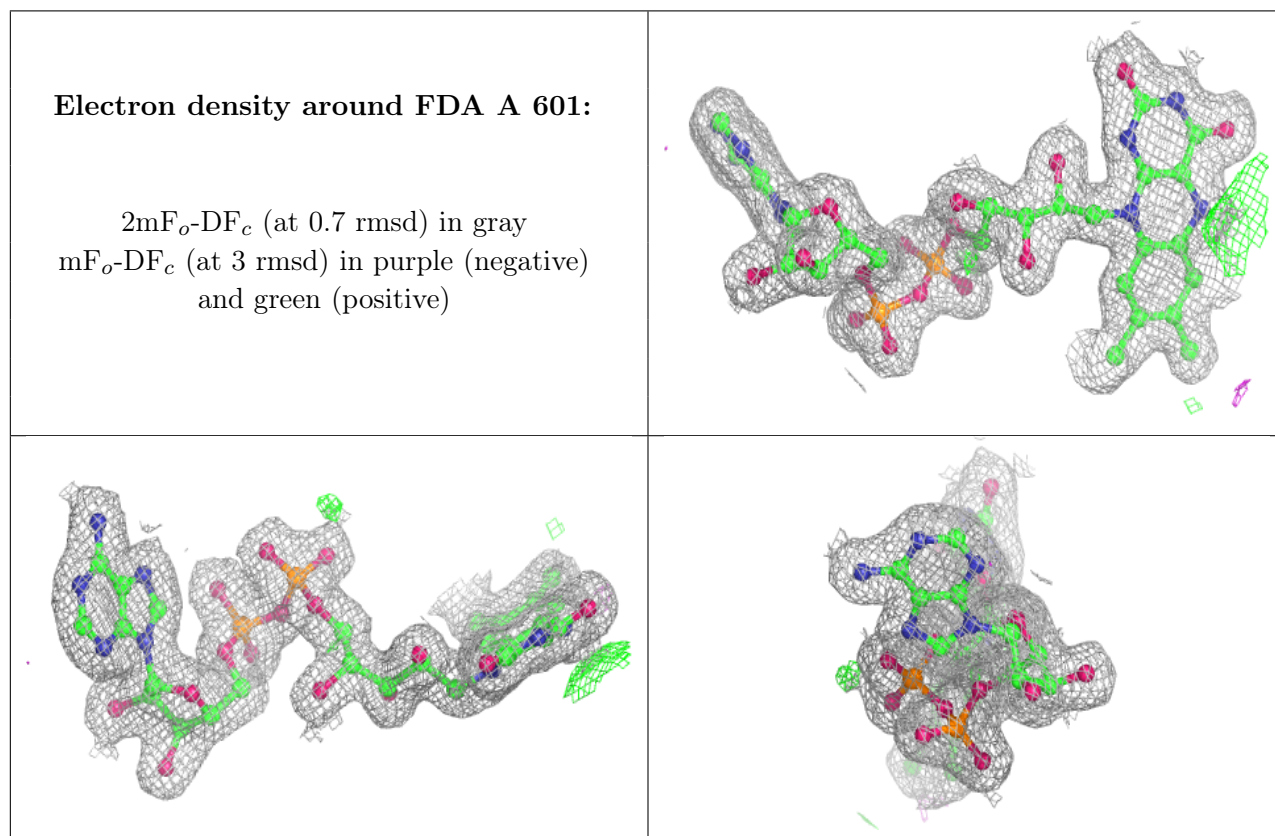 Electron density around FDA A 601:
2mFo-DFc (at 0.7 rmsd) in gray
mFo-DFc (at 3 rmsd) in purple (negative)
and green (positive)